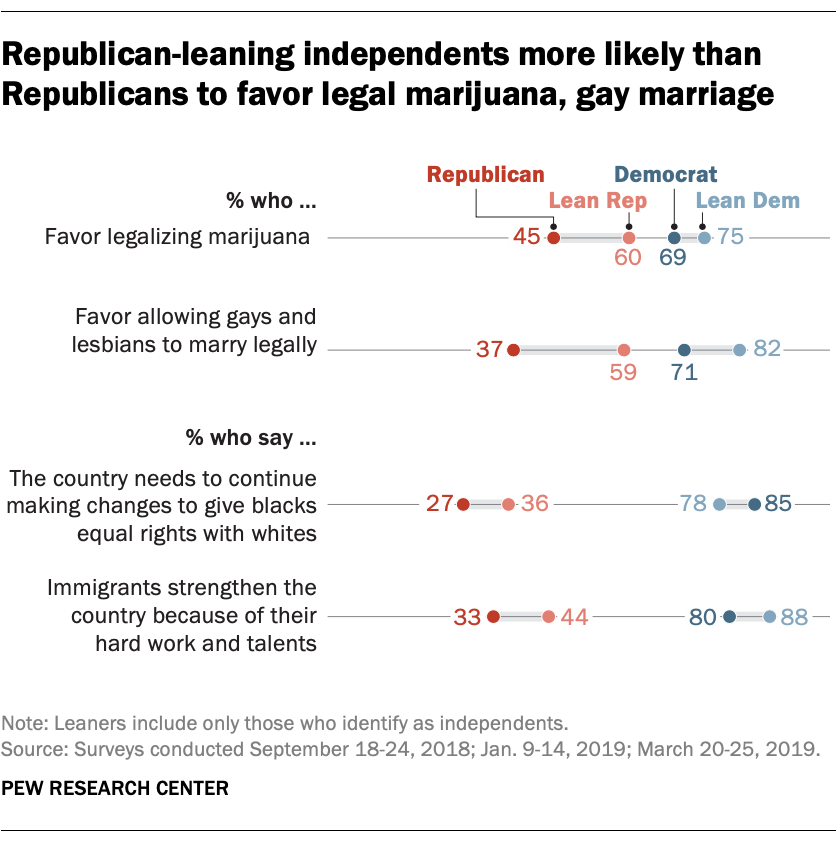 Republican-leaning independents more likely than
Republicans to favor legal marijuana, gay marriage
Republican
Democrat
% who ...
Lean Rep
Lean Dem
Favor legalizing marijuana
45
75
60
69
Favor allowing gays and
lesbians to marry legally
37
82
59
71
% who say ...
The country needs to continue
making changes to give blacks
equal rights with whites
27
36
78
85
Immigrants strengthen the
country because of their
hard work and talents
33
44
80
88
Note: Leaners include only those who identify as independents.
Source: Surveys conducted September 18-24, 2018; Jan. 9-14, 2019; March 20-25, 2019.
PEW RESEARCH CENTER